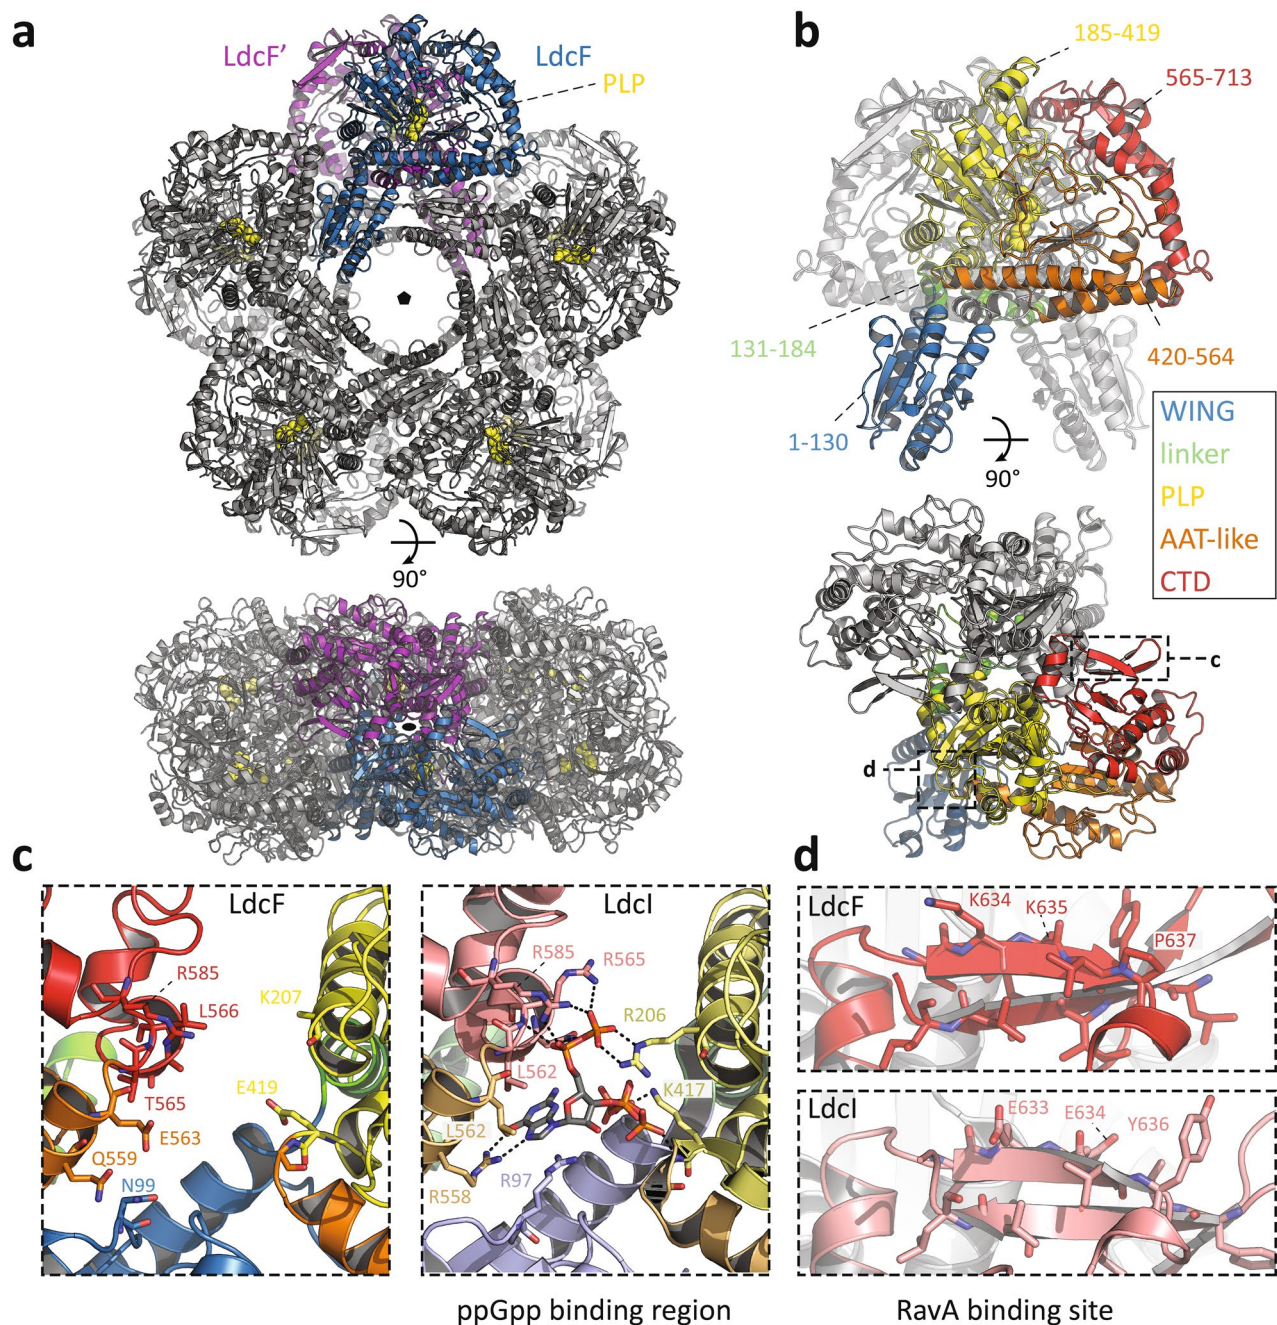 a
LdcF’
LdcF
PLP
90°
b
185-419
565-713
131-184
420-564
1-130
90°
WING
linker
PLP
AAT-like
CTD
c
d
c
LdcF
R585
L566
K207
T565
E419
E563
Q559
N99
LdcI
R585
R565
R206
L562
K417
L562
R558
R97
ppGpp binding region
d
LdcF
K634
K635
P637
LdcI
E633
E634
Y636
RavA binding site